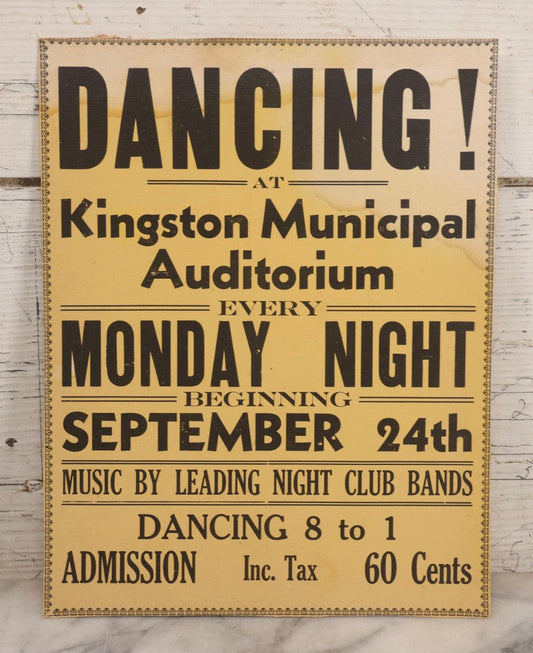 DANCING!
AT
Kingston Municipal
Auditorium
EVERY
MONDAY NIGHT
BEGINNING
SEPTEMBER 24th
MUSIC BY LEADING NIGHT CLUB BANDS
DANCING 8 to 1
ADMISSION Inc. Tax 60 Cents